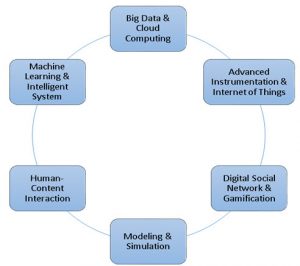 Big Data &
Cloud
Computing
Advanced
Instrumentation &
Internet of Things
Digital Social
Network &
Gamification
Modeling &
Simulation
Human-
Content
Interaction
Machine
Learning &
Intelligent
System